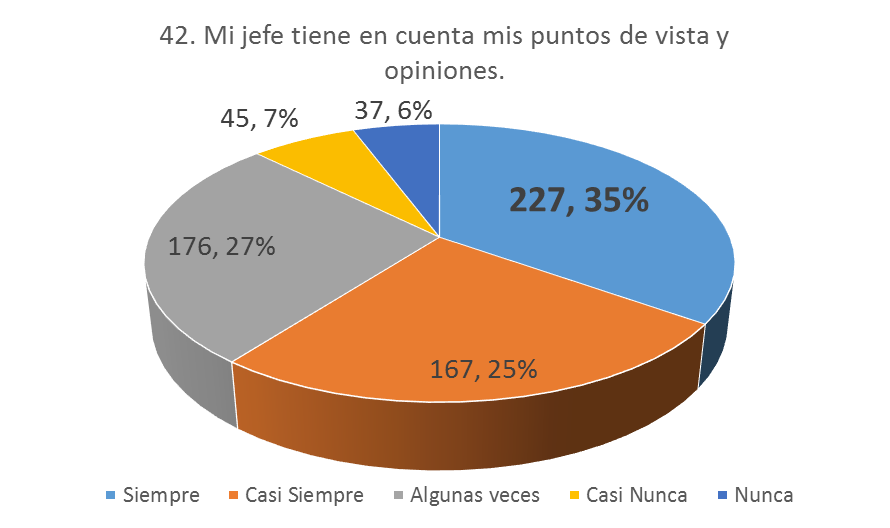 42. Mi jefe tiene en cuenta mis puntos de vista y
opiniones.
37, 6%
45, 7%
227, 35%
176, 27%
167, 25%
Siempre Casi Siempre Algunas veces Casi Nunca Nunca